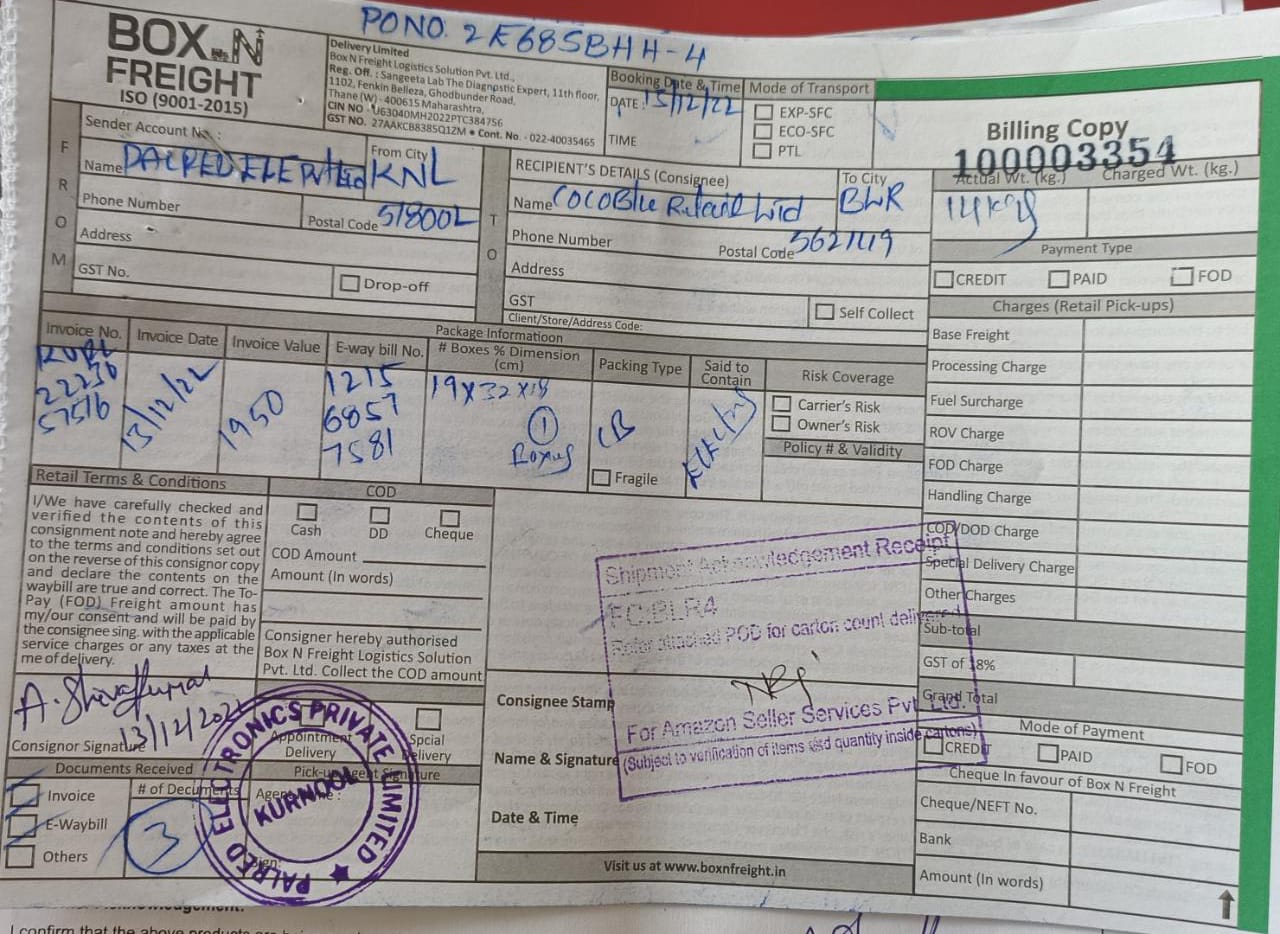 PO NO. 2E685BHH-4
BOX N
FREIGHT
ISO (9001-2015)
Delivery Limited
Box N Freight Logistics Solution Pvt. Ltd.,
Reg. Off. : Sangeeta Lab The Diagnpstic Expert, 11th floor,
1102, Fenkin Belleza, Ghodbunder Road,
Thane (W) - 400615 Maharashtra,
CIN NO - U63040MH2022PTC384756
GST NO. 27AAKCB8385Q1ZM • Cont. No. - 022-40035465
Booking Date & Time
DATE : 15/12/22
TIME
Mode of Transport
EXP-SFC
ECO-SFC
PTL
Billing Copy
100003354
FROM
Sender Account No. :
Name PALRED ELE Pvt Ltd
From City KNL
Phone Number
Postal Code 518002
Address
GST No.
Drop-off
TO
RECIPIENT'S DETAILS (Consignee)
Name COCOBlue Retail Ltd
To City
BLR
Phone Number
Postal Code 562149
Address
GST
Self Collect
Client/Store/Address Code:
Actual Wt. (kg.)
14 kgs
Charged Wt. (kg.)
Payment Type
CREDIT
PAID
FOD
Charges (Retail Pick-ups)
Base Freight
Processing Charge
Fuel Surcharge
ROV Charge
FOD Charge
Handling Charge
COD/DOD Charge
Special Delivery Charge
Other Charges
Sub-total
GST of 18%
Grand Total
Mode of Payment
CREDIT
PAID
FOD
Cheque In favour of Box N Freight
Cheque/NEFT No.
Bank
Amount (In words)
Package Informatioon
Invoice No.
22236
57516
Invoice Date
13/12/22
Invoice Value
1950
E-way bill No.
1215
6857
7581
# Boxes % Dimension
(cm)
19x32x18
1
Boxes
Packing Type
CB
Fragile
Said to
Contain
Risk Coverage
Carrier's Risk
Owner's Risk
Policy # & Validity
Retail Terms & Conditions
I/We have carefully checked and
verified the contents of this
consignment note and hereby agree
to the terms and conditions set out
on the reverse of this consignor copy
and declare the contents on the
waybill are true and correct. The To-
Pay (FOD) Freight amount has
my/our consent and will be paid by
the consignee sing. with the applicable
service charges or any taxes at the
me of delivery.
A. Shivakumar
13/12/202
Consignor Signature
COD
Cash
DD
Cheque
COD Amount
Amount (In words)
Consigner hereby authorised
Box N Freight Logistics Solution
Pvt. Ltd. Collect the COD amount
Appointment
Delivery
Spcial
Delivery
Pick-up Agent Signature
Sign:
PALRED ELECTRONICS PRIVATE LIMITED
KURNOOL
Documents Received
Invoice
E-Waybill
Others
# of Documents
3
Consignee Stamp
Name & Signature
Date & Time
Shipment Acknowledgement Receipt
FC:BLR4
Refer attached POD for carton count delivered
For Amazon Seller Services Pvt. Ltd.
(Subject to verification of items and quantity inside cartons)
Visit us at www.boxnfreight.in
I confirm that the above products are